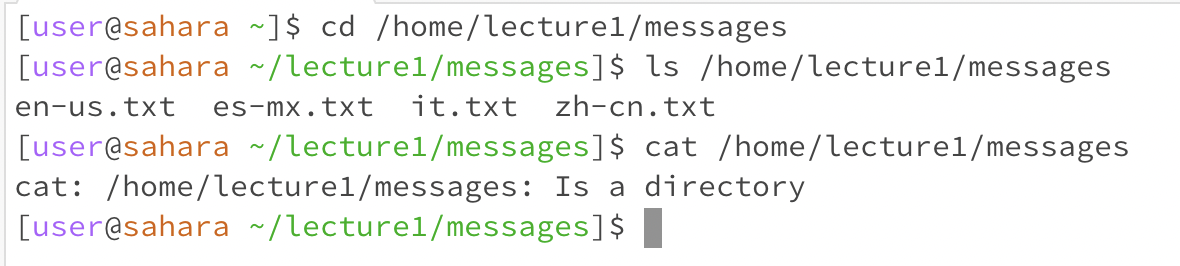 [user@sahara ~]$ cd /home/lecture1/messages
[user@sahara ~/lecture1/messages]$ ls /home/lecture1/messages
en-us.txt  es-mx.txt  it.txt  zh-cn.txt
[user@sahara ~/lecture1/messages]$ cat /home/lecture1/messages
cat: /home/lecture1/messages: Is a directory
[user@sahara ~/lecture1/messages]$